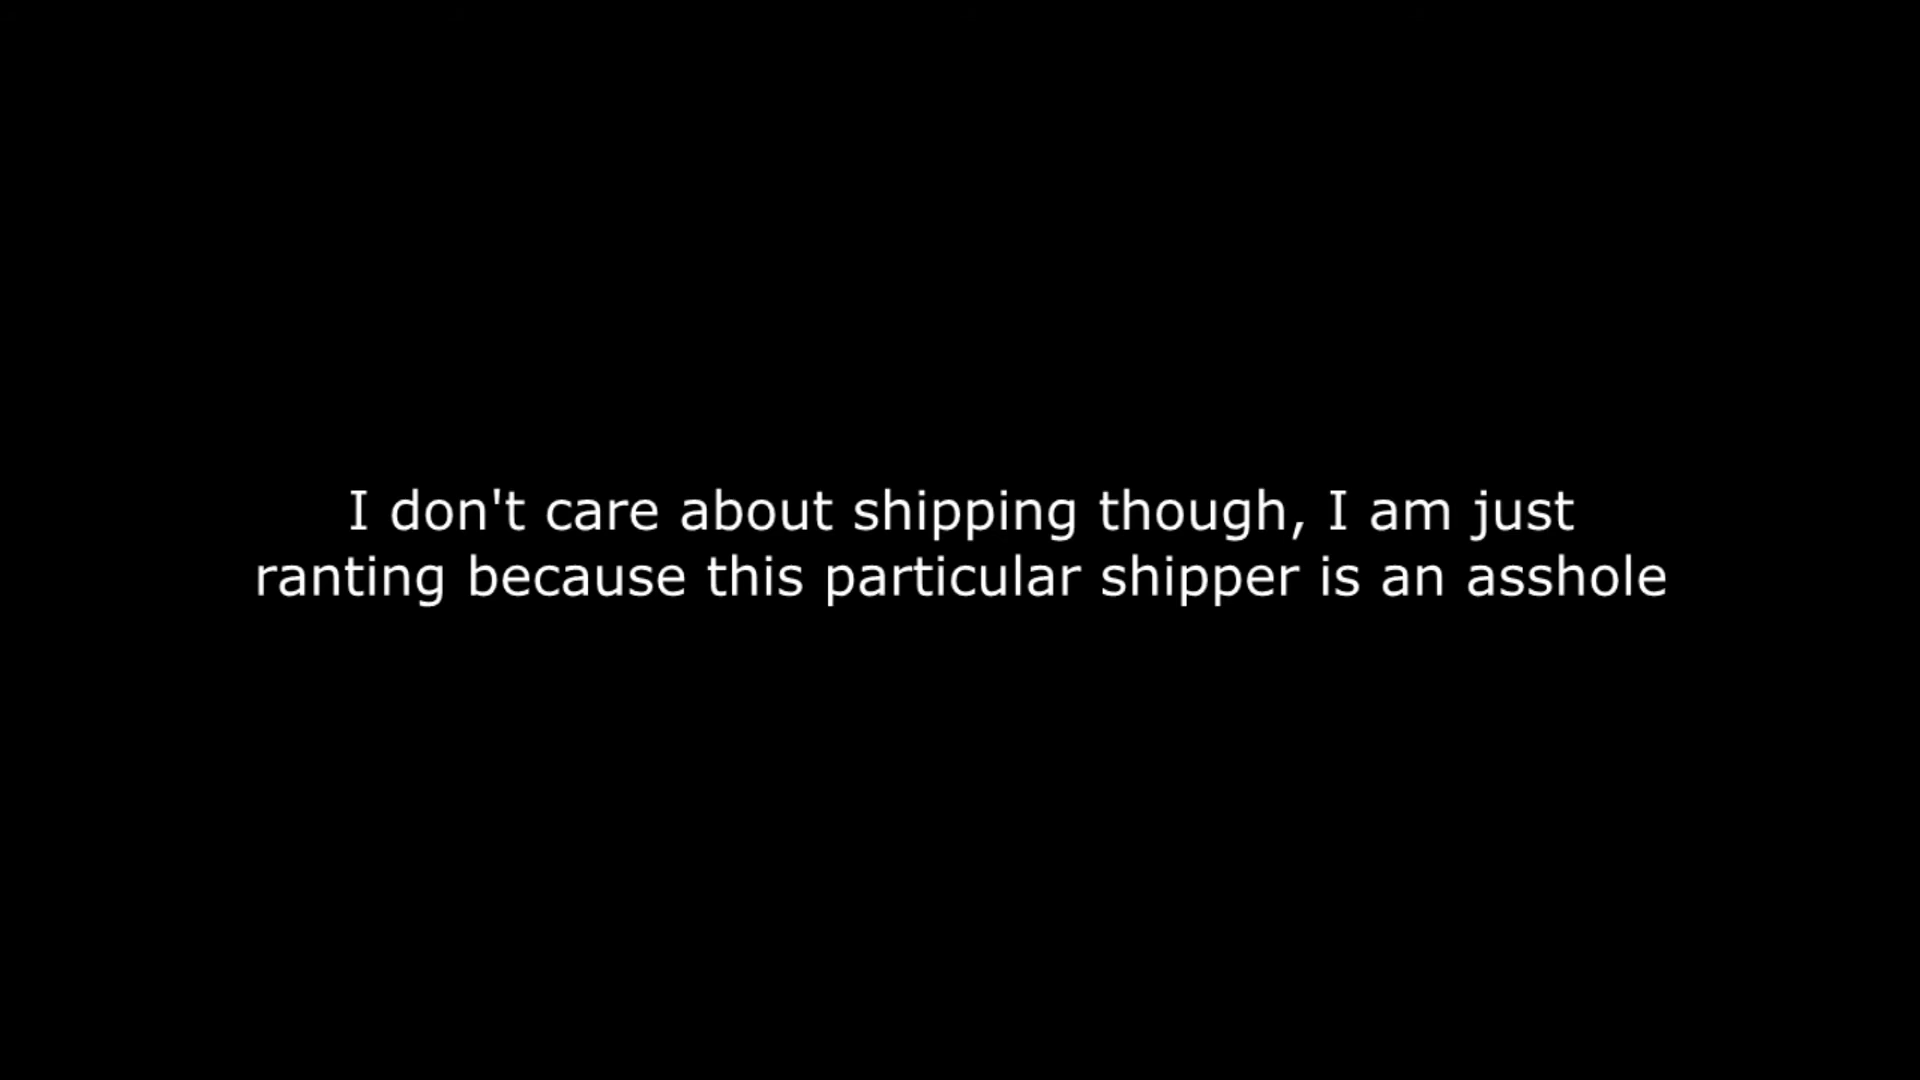 I don't care about shipping though, I am just
ranting because this particular shipper is an asshole